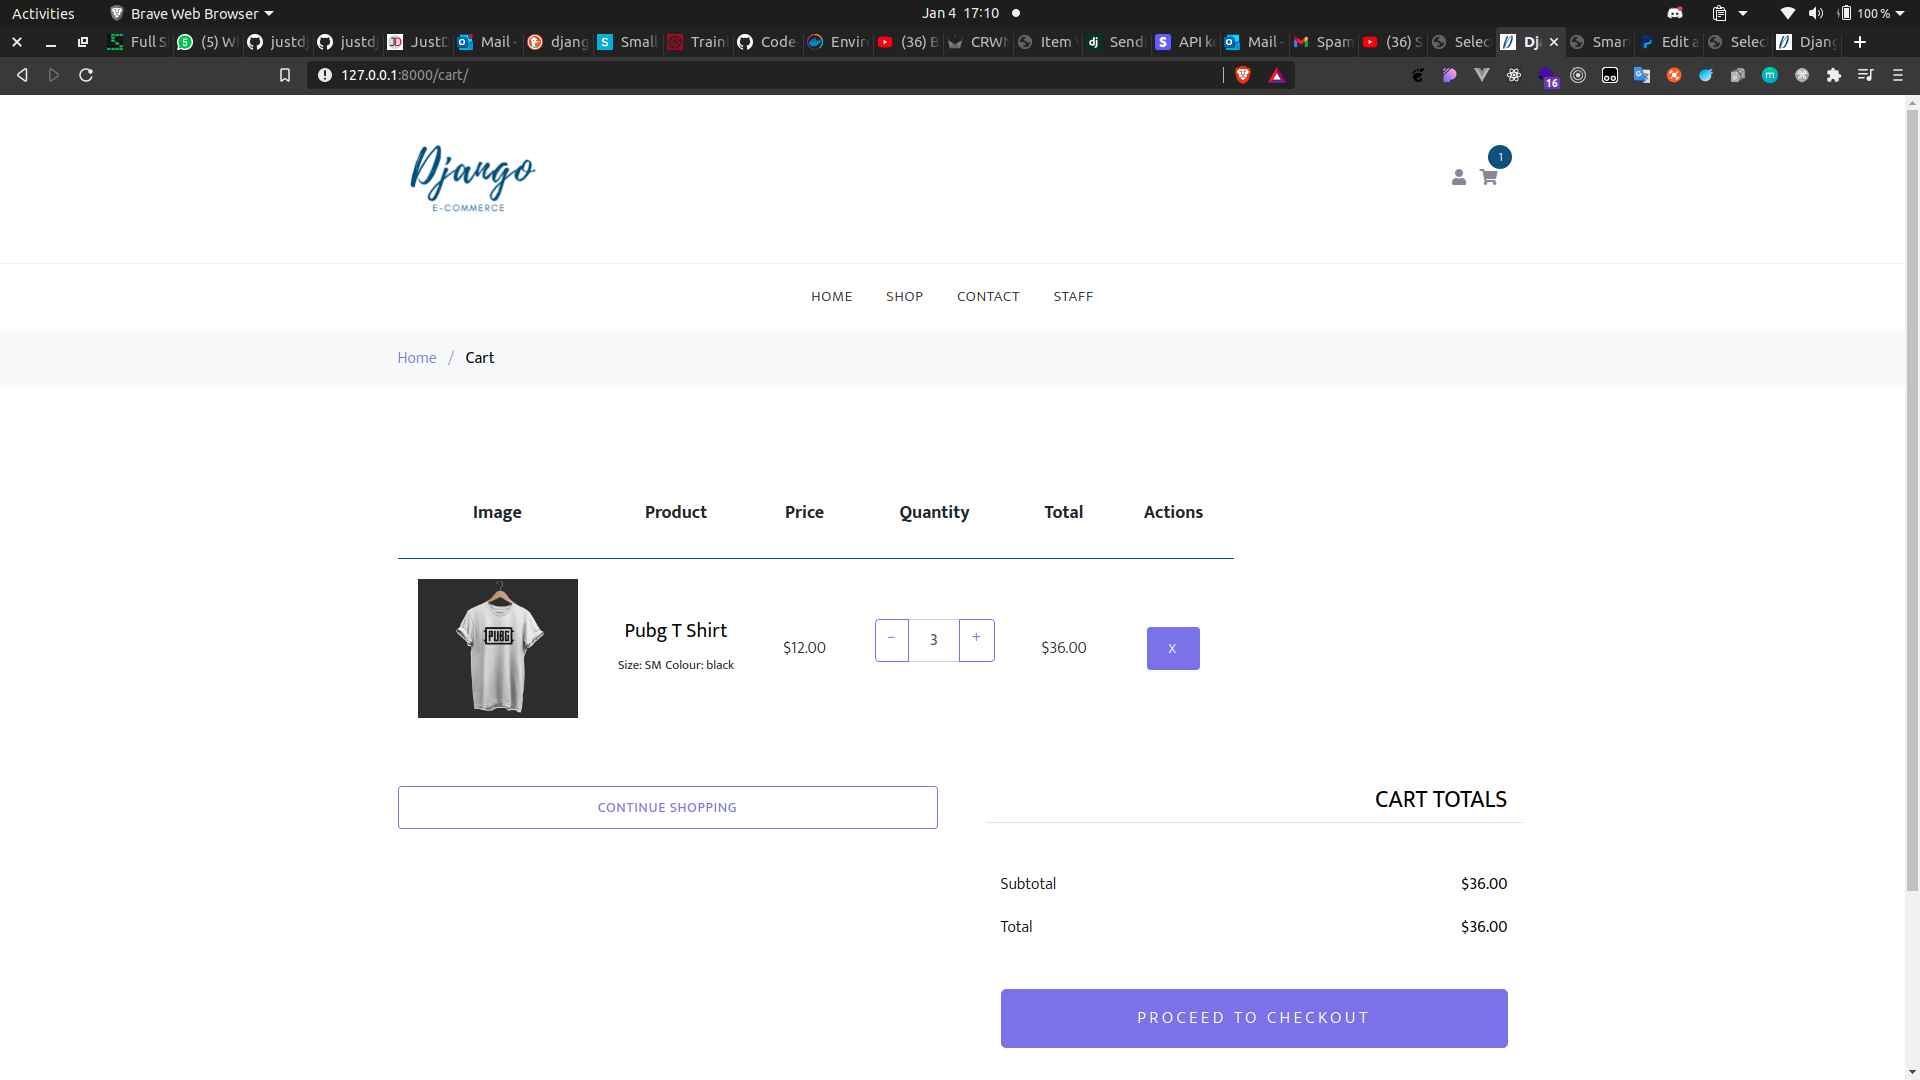 Activities Brave Web Browser Jan 4 17:10 100 %
Full S (5) W justd justd JustD Mail - djang Small Traini Code- Envir (36) B CRWN Item Sendi API k Mail - Spam (36) S Selec Dj Smar Edit a Selec Djang
127.0.0.1:8000/cart/ 16
Django
E-COMMERCE
1
HOME SHOP CONTACT STAFF
Home / Cart
Image Product Price Quantity Total Actions
PUBG
Pubg T Shirt
Size: SM Colour: black
$12.00 − 3 + $36.00 X
CONTINUE SHOPPING
CART TOTALS
Subtotal $36.00
Total $36.00
PROCEED TO CHECKOUT